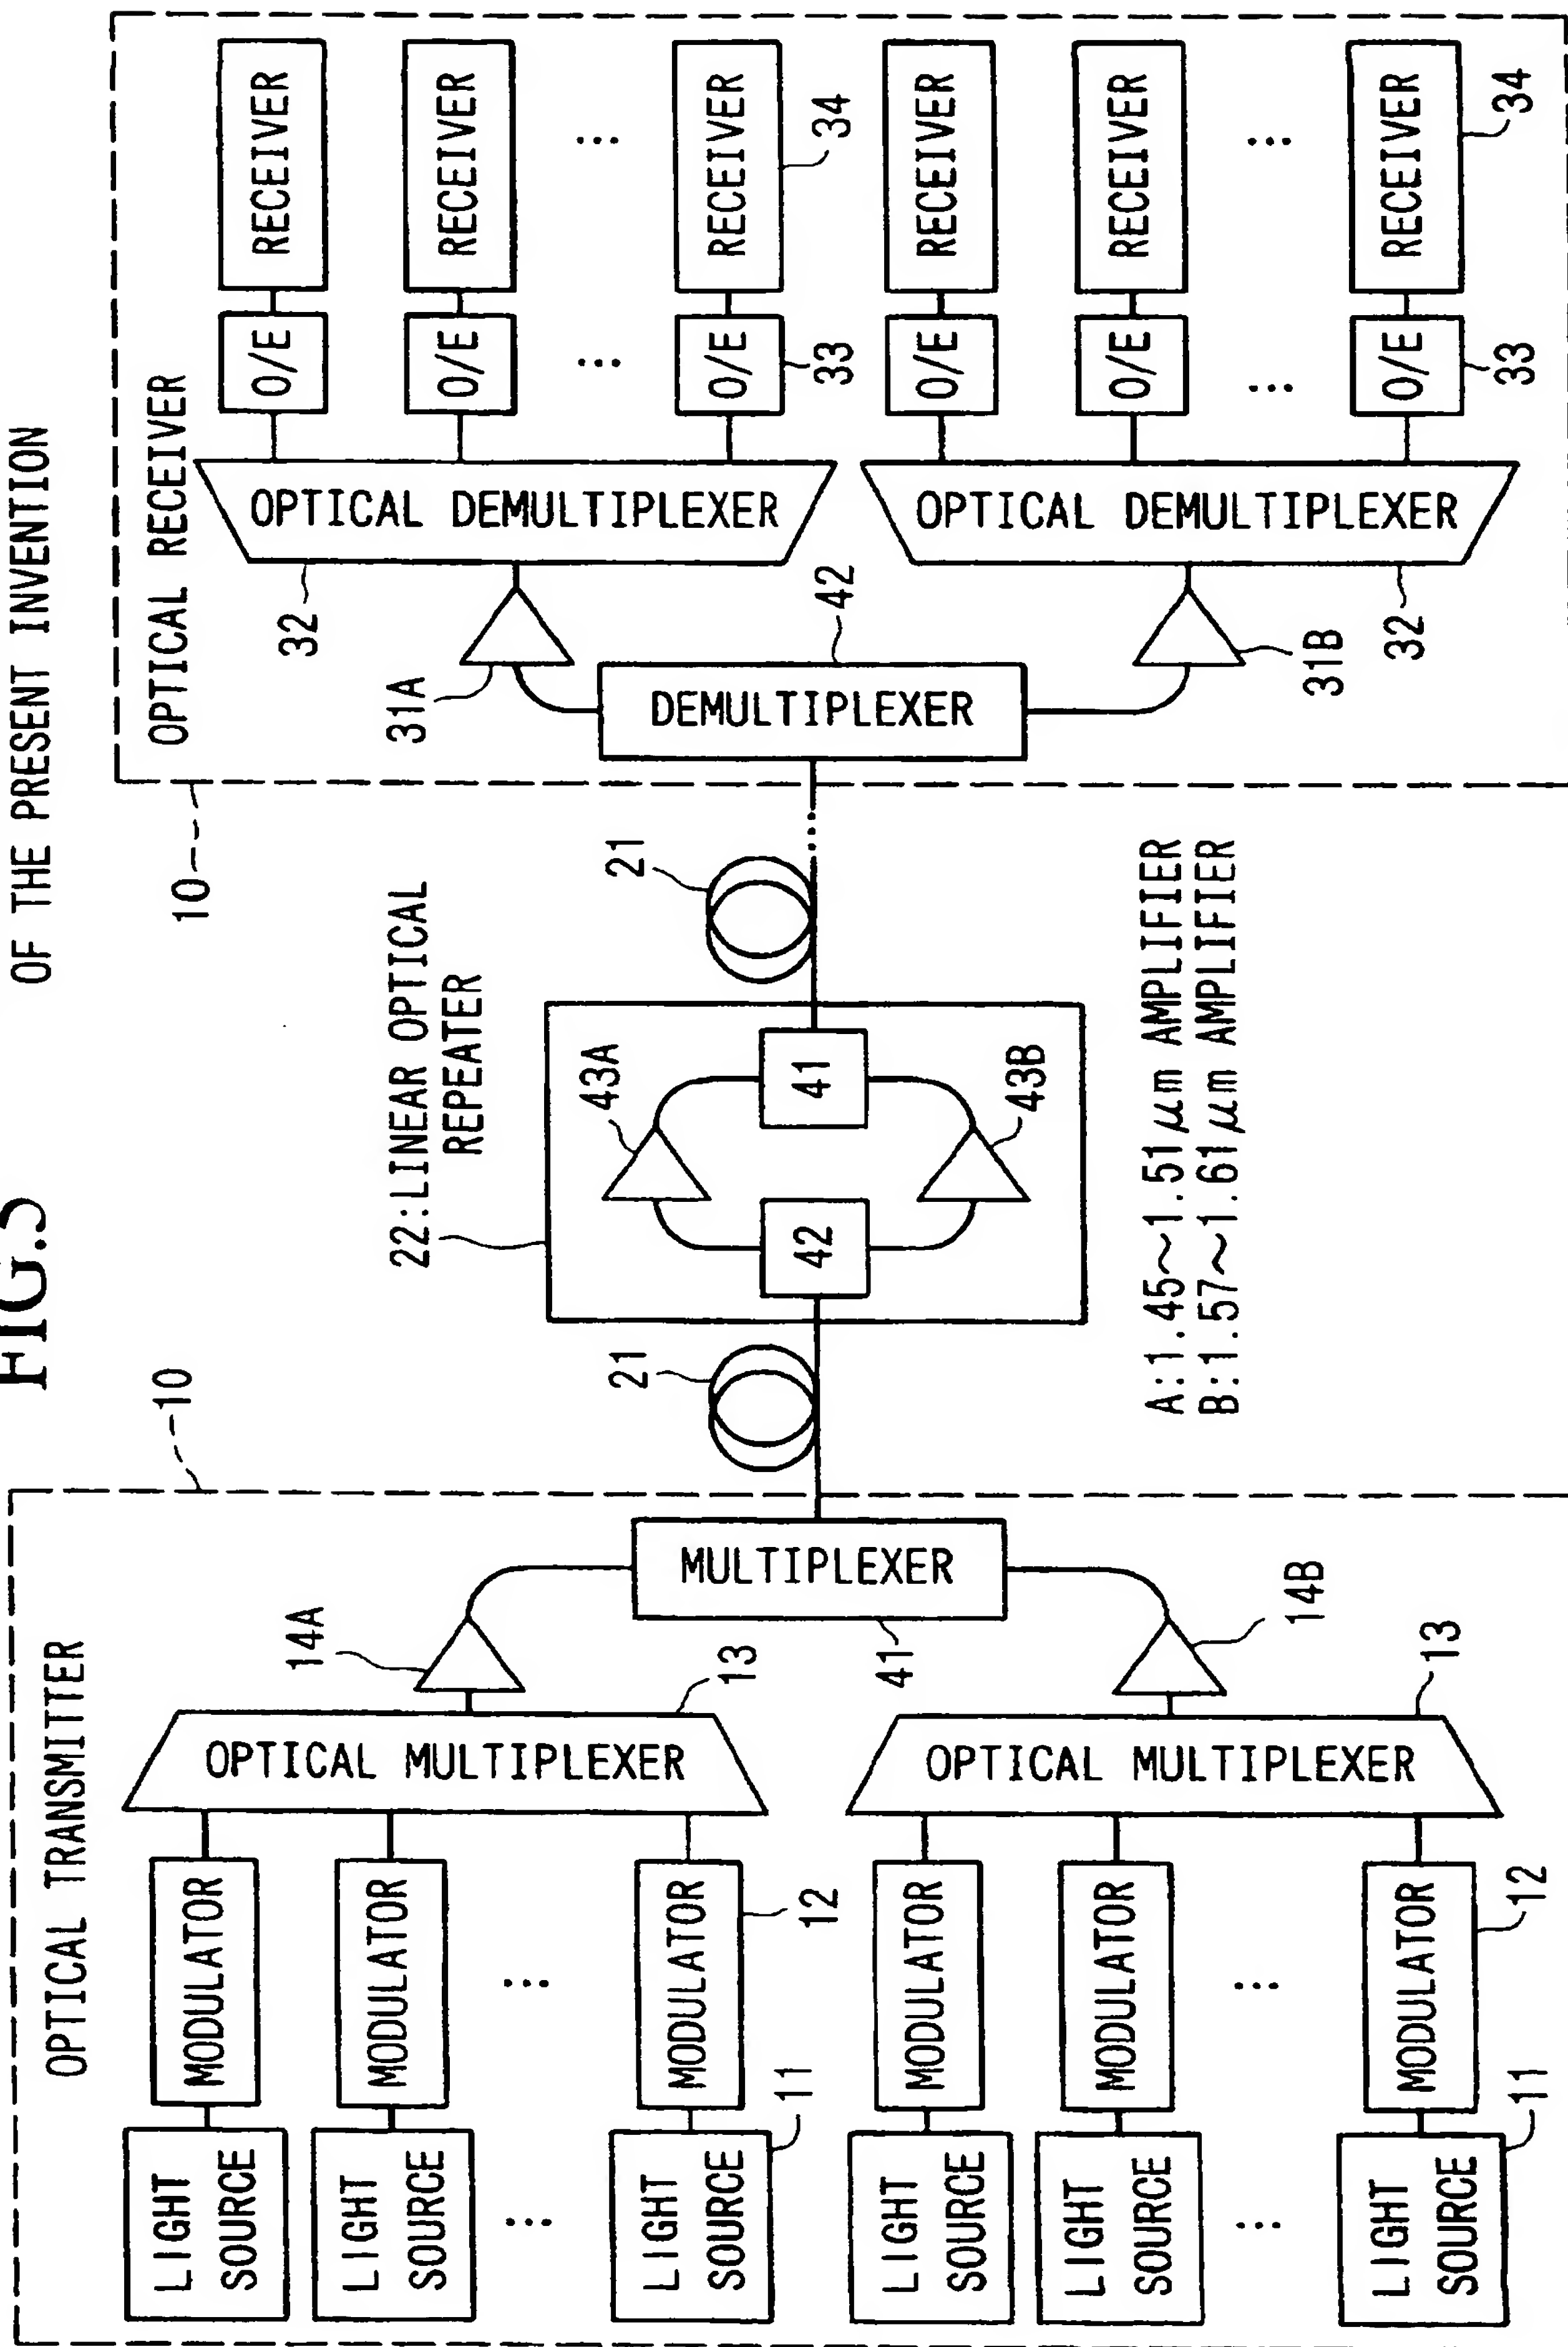 FIG.
OF THE PRESENT INVENTION
OPTICAL TRANSMITTER
10
LIGHT
SOURCE
MODULATOR
LIGHT
SOURCE
MODULATOR
...
...
LIGHT
SOURCE
MODULATOR
11
12
OPTICAL MULTIPLEXER
13
14A
LIGHT
SOURCE
MODULATOR
LIGHT
SOURCE
MODULATOR
...
...
LIGHT
SOURCE
MODULATOR
11
12
OPTICAL MULTIPLEXER
13
14B
MULTIPLEXER
41
21
22:LINEAR OPTICAL
REPEATER
42
43A
43B
41
21
....
A:1.45~1.51μm AMPLIFIER
B:1.57~1.61μm AMPLIFIER
10
OPTICAL RECEIVER
DEMULTIPLEXER
42
31A
32
OPTICAL DEMULTIPLEXER
O/E
RECEIVER
O/E
RECEIVER
...
...
O/E
RECEIVER
33
34
31B
32
OPTICAL DEMULTIPLEXER
O/E
RECEIVER
O/E
RECEIVER
...
...
O/E
RECEIVER
33
34